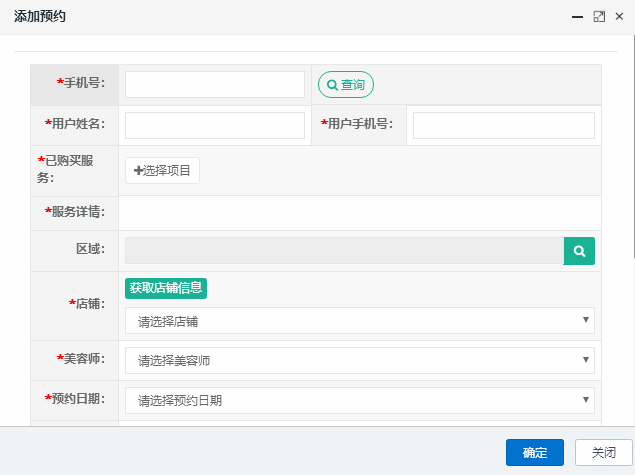 添加预约
*手机号:
查询
*用户姓名:
*用户手机号:
*已购买服
务:
选择项目
*服务详情:
区域:
获取店铺信息
*店铺:
请选择店铺
*美容师:
请选择美容师
*预约日期:
请选择预约日期
确定
关闭